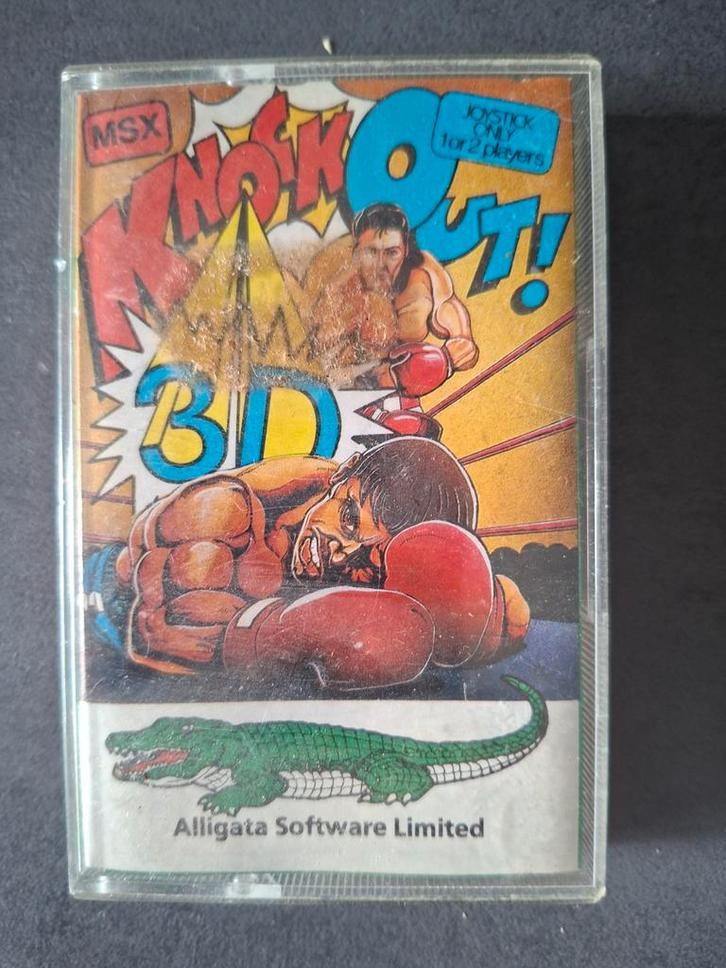 MSX
KNOCK OUT!
JOYSTICK
ONLY
1 or 2 players
3D
Alligata Software Limited